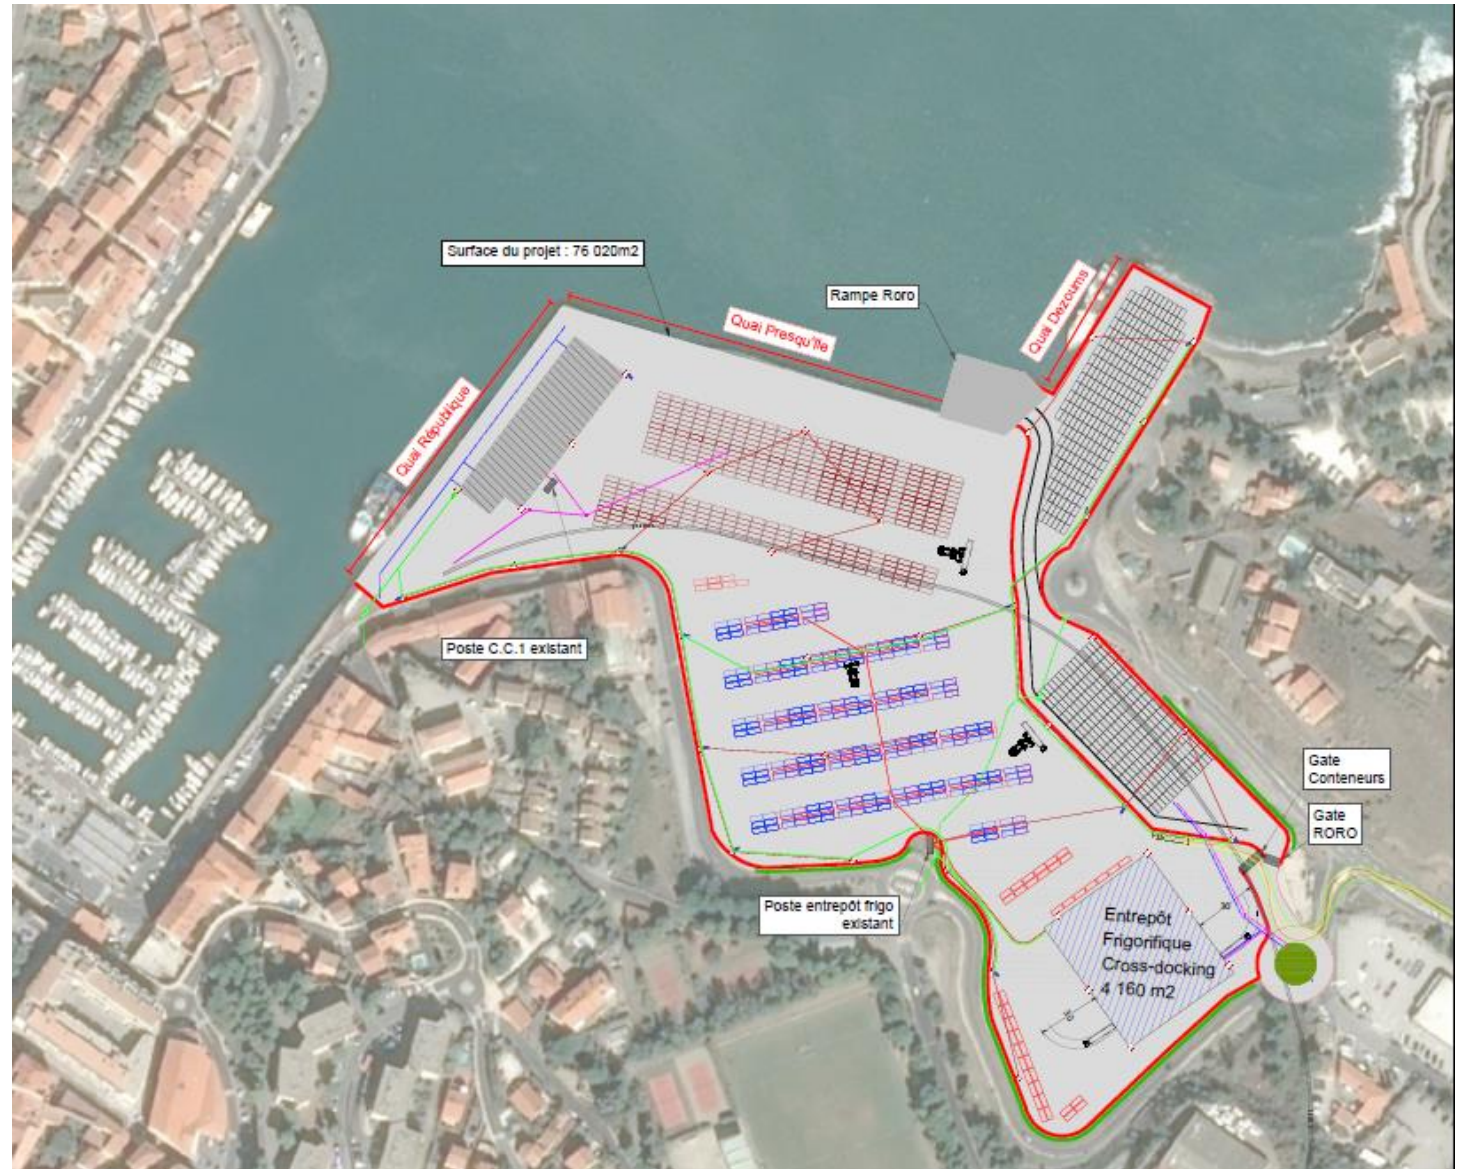 Surface du projet : 76 020m2
Rampe Roro
Quai Dezoums
Quai Presqu'île
Quai République
Poste C.C.1 existant
Gate
Conteneurs
Gate
RORO
Poste entrepôt frigo
existant
Entrepôt
Frigorifique
Cross-docking
4 160 m2
30